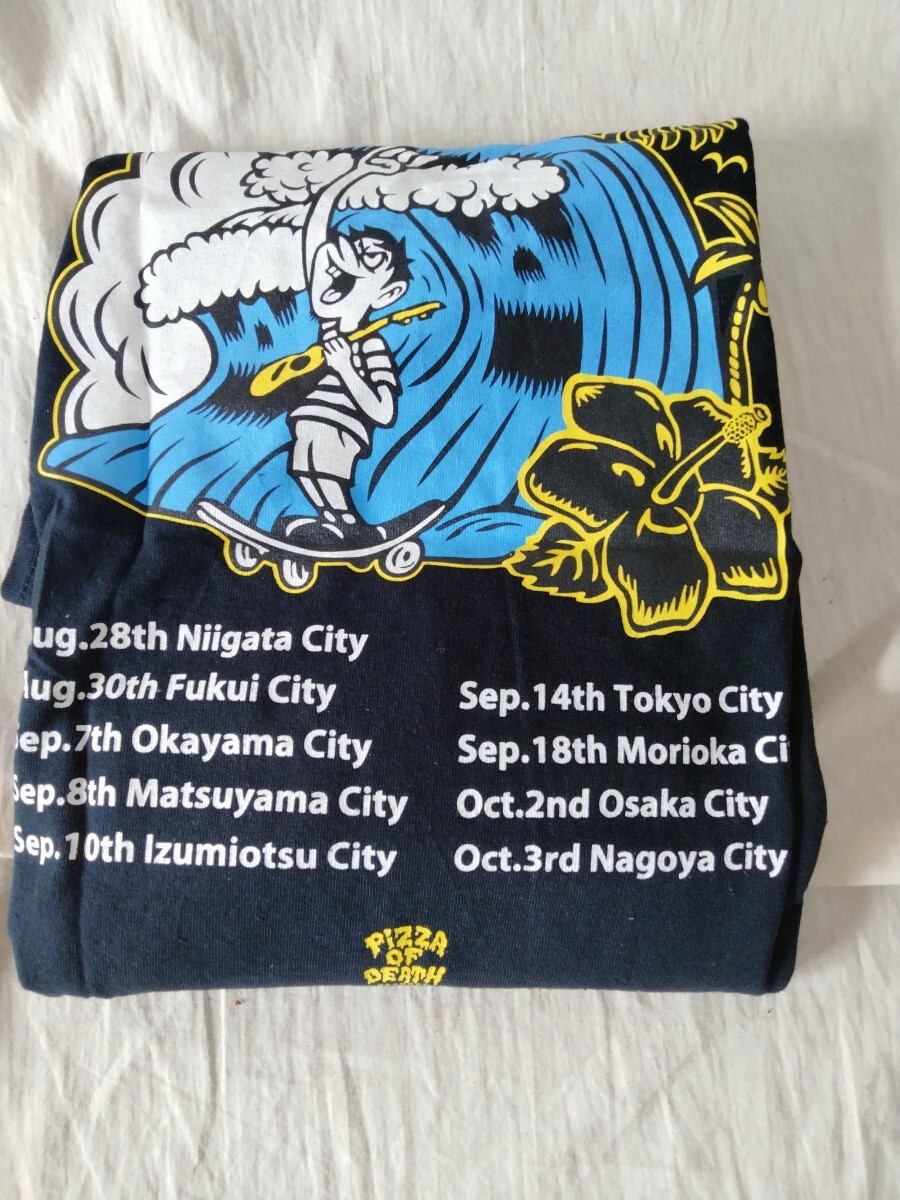 ug.28th Niigata City
Aug.30th Fukui City
Sep.7th Okayama City
Sep.8th Matsuyama City
Sep.10th Izumiotsu City
Sep.14th Tokyo City
Sep.18th Morioka Ci
Oct.2nd Osaka City
Oct.3rd Nagoya City
PIZZA
OF
DEATH